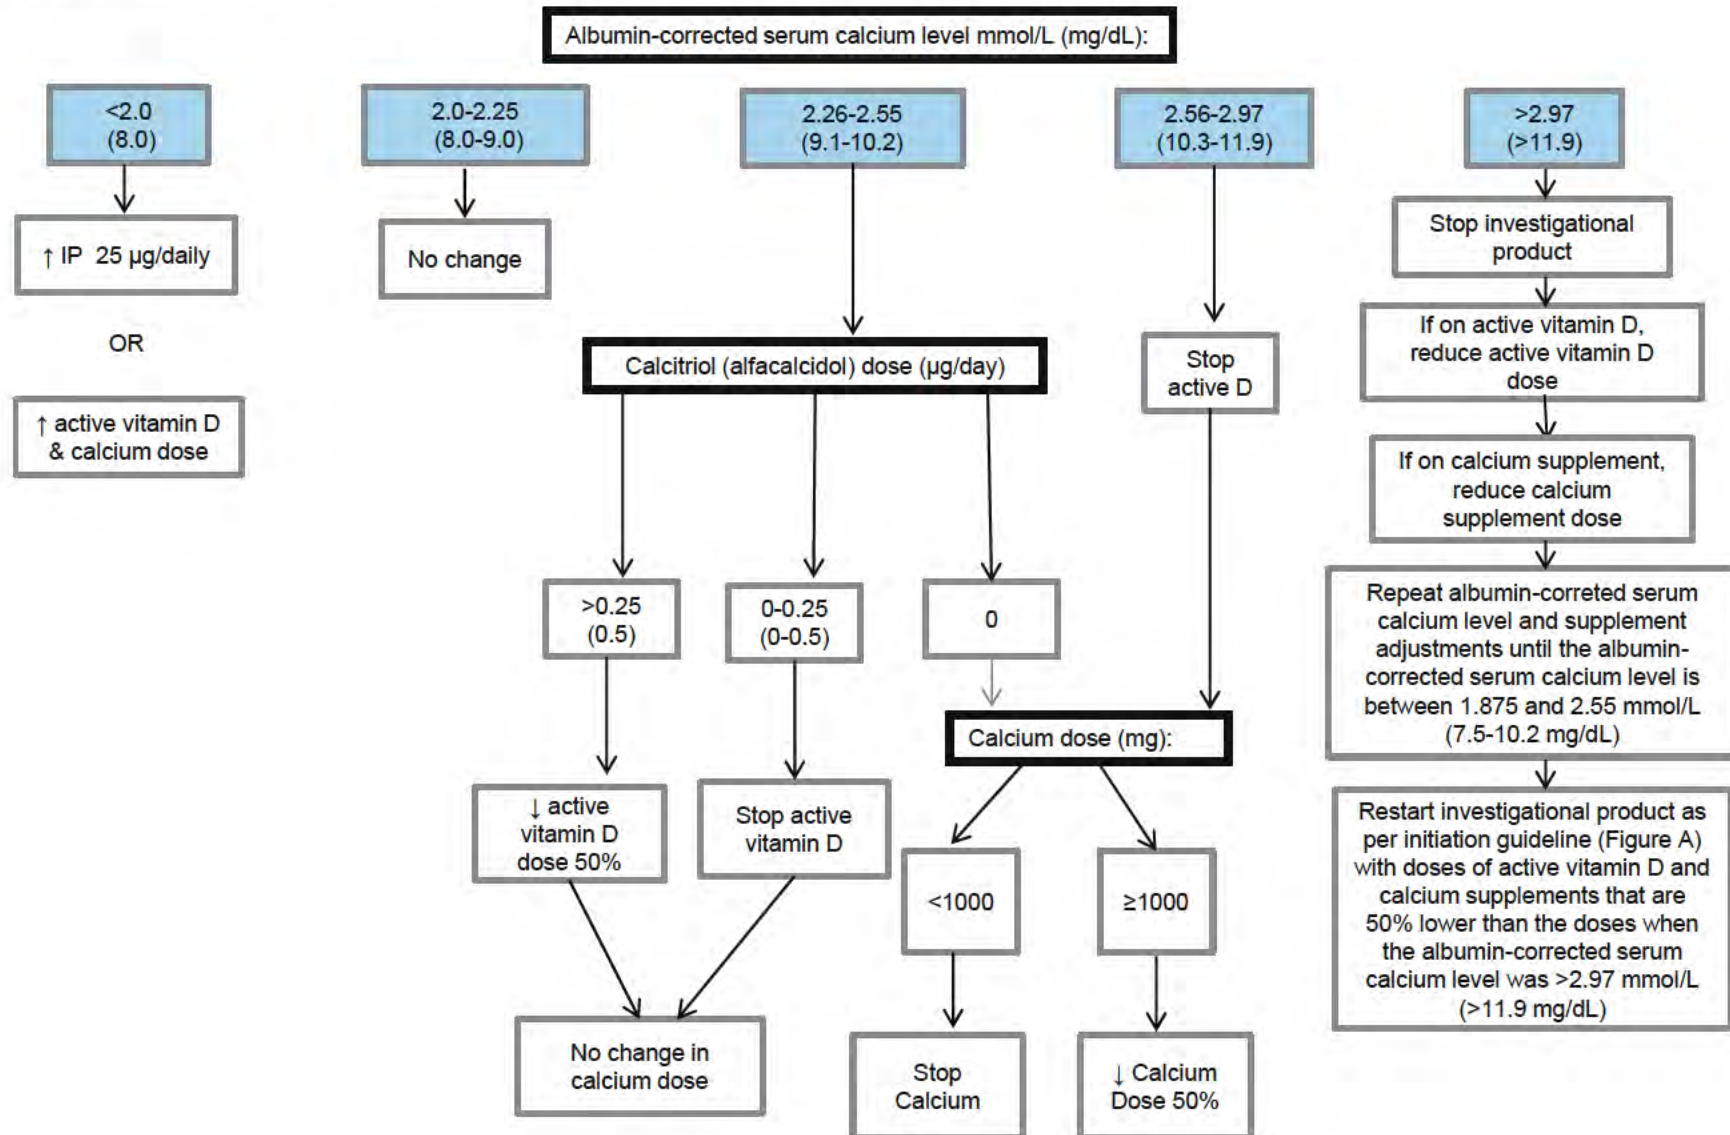 Albumin-corrected serum calcium level mmol/L (mg/dL):
<2.0
(8.0)
2.0-2.25
(8.0-9.0)
2.26-2.55
(9.1-10.2)
2.56-2.97
(10.3-11.9)
>2.97
(>11.9)
↑ IP 25 µg/daily
OR
↑ active vitamin D
& calcium dose
No change
Calcitriol (alfacalcidol) dose (µg/day)
>0.25
(0.5)
0-0.25
(0-0.5)
0
↓ active
vitamin D
dose 50%
Stop active
vitamin D
No change in
calcium dose
Stop
active D
Calcium dose (mg):
<1000
≥1000
Stop
Calcium
↓ Calcium
Dose 50%
Stop investigational
product
If on active vitamin D,
reduce active vitamin D
dose
If on calcium supplement,
reduce calcium
supplement dose
Repeat albumin-correted serum
calcium level and supplement
adjustments until the albumin-
corrected serum calcium level is
between 1.875 and 2.55 mmol/L
(7.5-10.2 mg/dL)
Restart investigational product as
per initiation guideline (Figure A)
with doses of active vitamin D and
calcium supplements that are
50% lower than the doses when
the albumin-corrected serum
calcium level was >2.97 mmol/L
(>11.9 mg/dL)